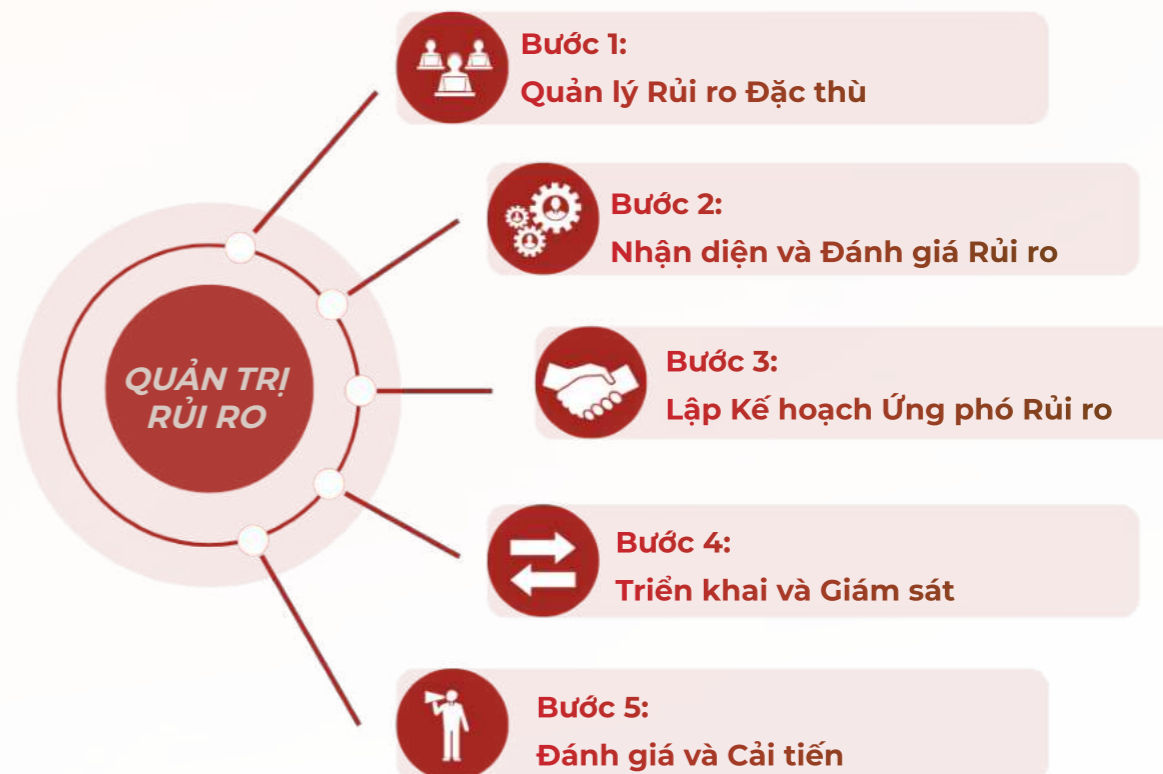 Bước 1:
Quản lý Rủi ro Đặc thù
Bước 2:
Nhận diện và Đánh giá Rủi ro
QUẢN TRỊ
RỦI RO
Bước 3:
Lập Kế hoạch Ứng phó Rủi ro
Bước 4:
Triển khai và Giám sát
Bước 5:
Đánh giá và Cải tiến